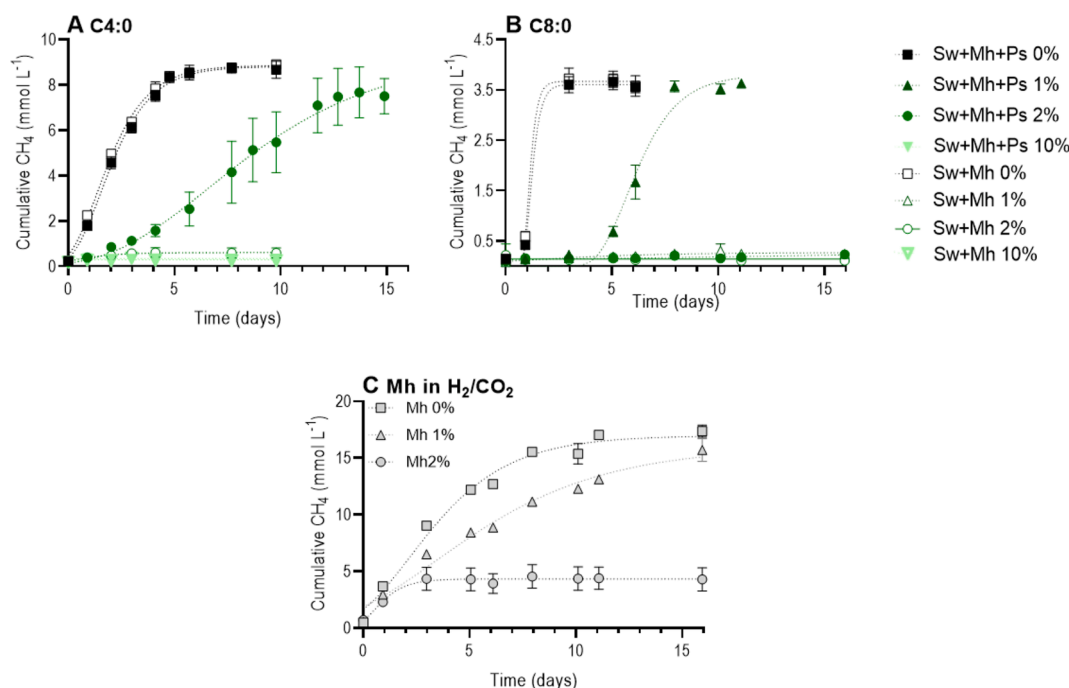 A C4:0
Cumulative CH₄ (mmol L⁻¹)
10
8
6
4
2
0
0 5 10 15
Time (days)
B C8:0
Cumulative CH₄ (mmol L⁻¹)
4.5
3.5
2.5
1.5
0.5
0 5 10 15
Time (days)
Sw+Mh+Ps 0%
Sw+Mh+Ps 1%
Sw+Mh+Ps 2%
Sw+Mh+Ps 10%
Sw+Mh 0%
Sw+Mh 1%
Sw+Mh 2%
Sw+Mh 10%
C Mh in H₂/CO₂
Cumulative CH₄ (mmol L⁻¹)
20
15
10
5
0
Mh 0%
Mh 1%
Mh2%
0 5 10 15
Time (days)